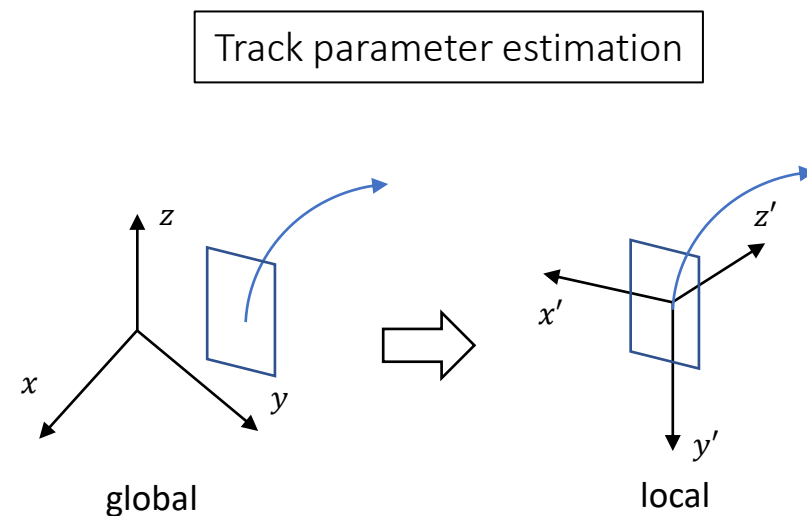 Track parameter estimation
z
x
y
global
z′
x′
y′
local